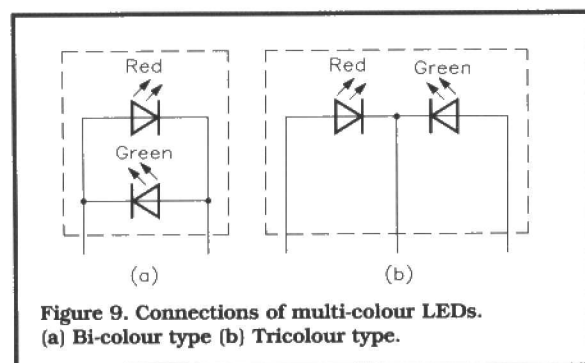 Red
Green
(a)
Red
Green
(b)
Figure 9. Connections of multi-colour LEDs.
(a) Bi-colour type (b) Tricolour type.